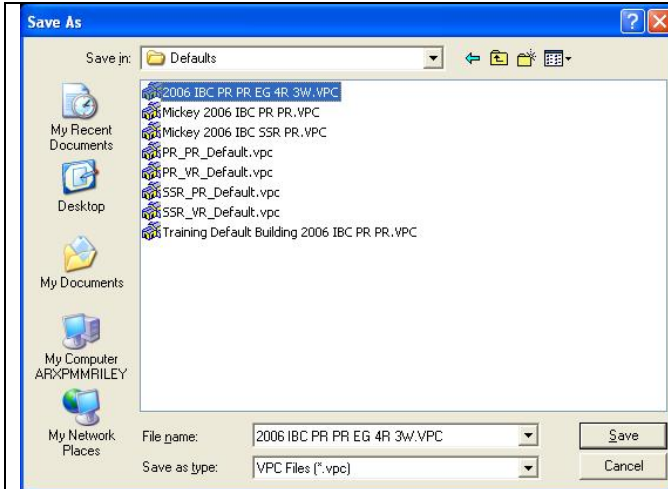 Save As
Save in: Defaults
My Recent
Documents
Desktop
My Documents
My Computer
ARXPMMRILEY
My Network
Places
2006 IBC PR PR EG 4R 3W.VPC
Mickey 2006 IBC PR PR.VPC
Mickey 2006 IBC SSR PR.VPC
PR_PR_Default.vpc
PR_VR_Default.vpc
SSR_PR_Default.vpc
SSR_VR_Default.vpc
Training Default Building 2006 IBC PR PR.VPC
File name: 2006 IBC PR PR EG 4R 3W.VPC Save
Save as type: VPC Files (*.vpc) Cancel